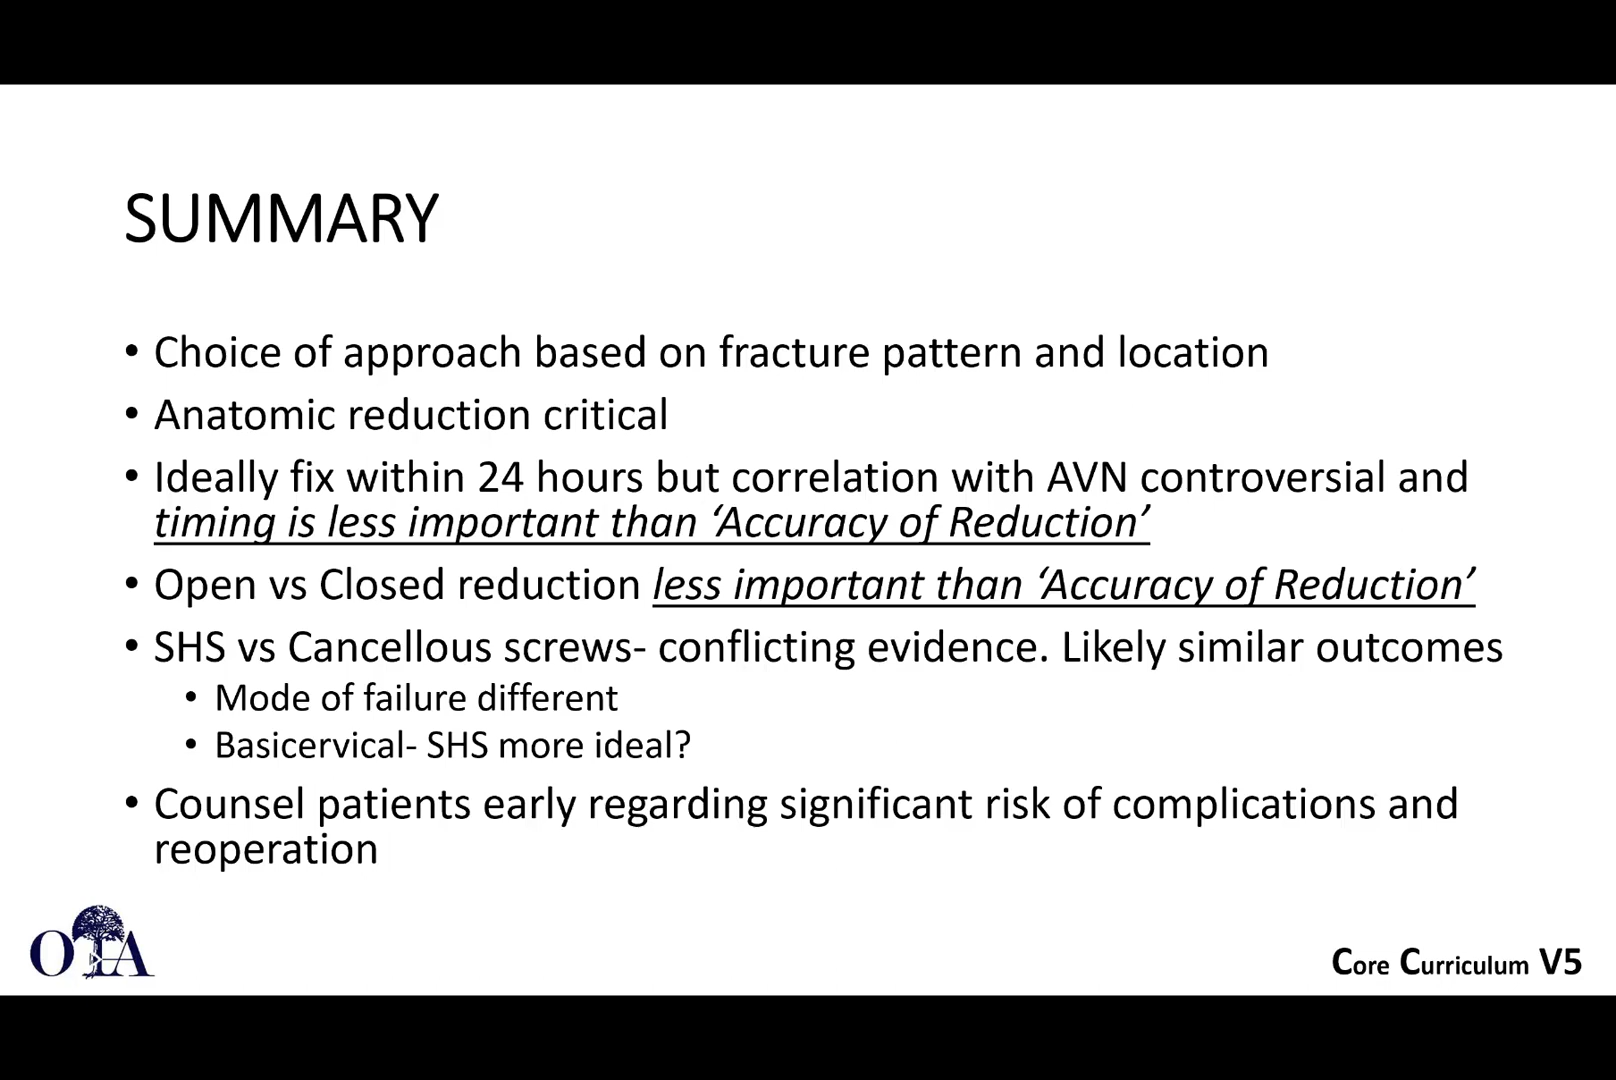 SUMMARY
• Choice of approach based on fracture pattern and location
• Anatomic reduction critical
• Ideally fix within 24 hours but correlation with AVN controversial and
timing is less important than ‘Accuracy of Reduction’
• Open vs Closed reduction less important than ‘Accuracy of Reduction’
• SHS vs Cancellous screws- conflicting evidence. Likely similar outcomes
• Mode of failure different
• Basicervical- SHS more ideal?
• Counsel patients early regarding significant risk of complications and
reoperation
OTA
Core Curriculum V5